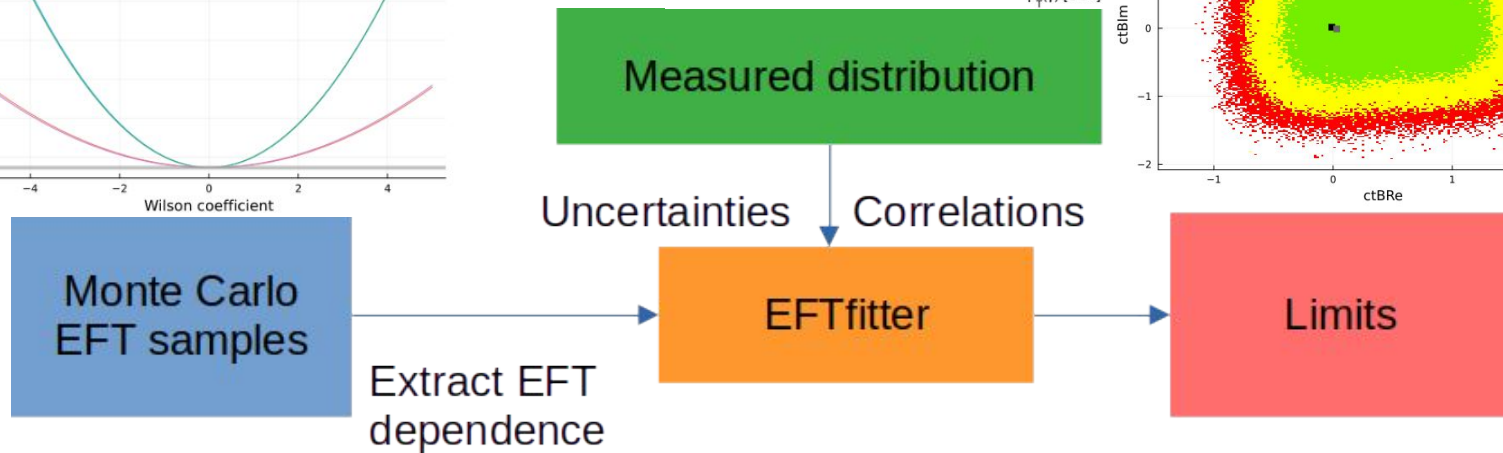 −4 −2 0 2 4
Wilson coefficient
Measured distribution
ctBIm
0
−1
−2
−1 0 1
ctBRe
Uncertainties Correlations
Monte Carlo
EFT samples
Extract EFT
dependence
EFTfitter
Limits